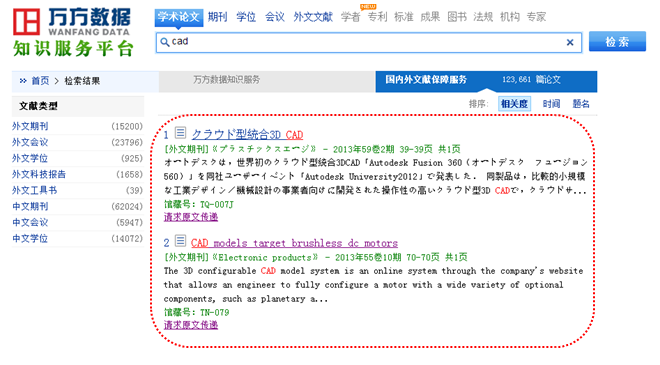 万方数据
WANFANG DATA
知识服务平台
学术论文 期刊 学位 会议 外文文献 学者 专利 标准 成果 图书 法规 机构 专家
NEW
cad
检 索
首页 > 检索结果
万方数据知识服务
国内外文献保障服务 123,661 篇论文
排序: 相关度 时间 题名
文献类型
外文期刊 (15200)
外文会议 (23796)
外文学位 (925)
外文科技报告 (1658)
外文工具书 (39)
中文期刊 (62024)
中文会议 (5947)
中文学位 (14072)
1 クラウド型統合3D CAD
[外文期刊]《プラスチックスエージ》 - 2013年59卷2期 39-39页 共1页
オートデスクは，世界初のクラウド型統合3DCAD「Autodesk Fusion 360（オートデスク　フュージョン
560）」を同社ユーザーイベント「Autodesk University2012」で発表した． 同製品は，比較的小規模
な工業デザイン／機械設計の事業者向けに開発された操作性の高いクラウド型3D CADで，クラウドサ...
馆藏号: TQ-007J
请求原文传递
2 CAD models target brushless dc motors
[外文期刊]《Electronic products》 - 2013年55卷10期 70-70页 共1页
The 3D configurable CAD model system is an online system through the company's website
that allows an engineer to fully configure a motor with a wide variety of optional
components, such as planetary a...
馆藏号: TN-079
请求原文传递